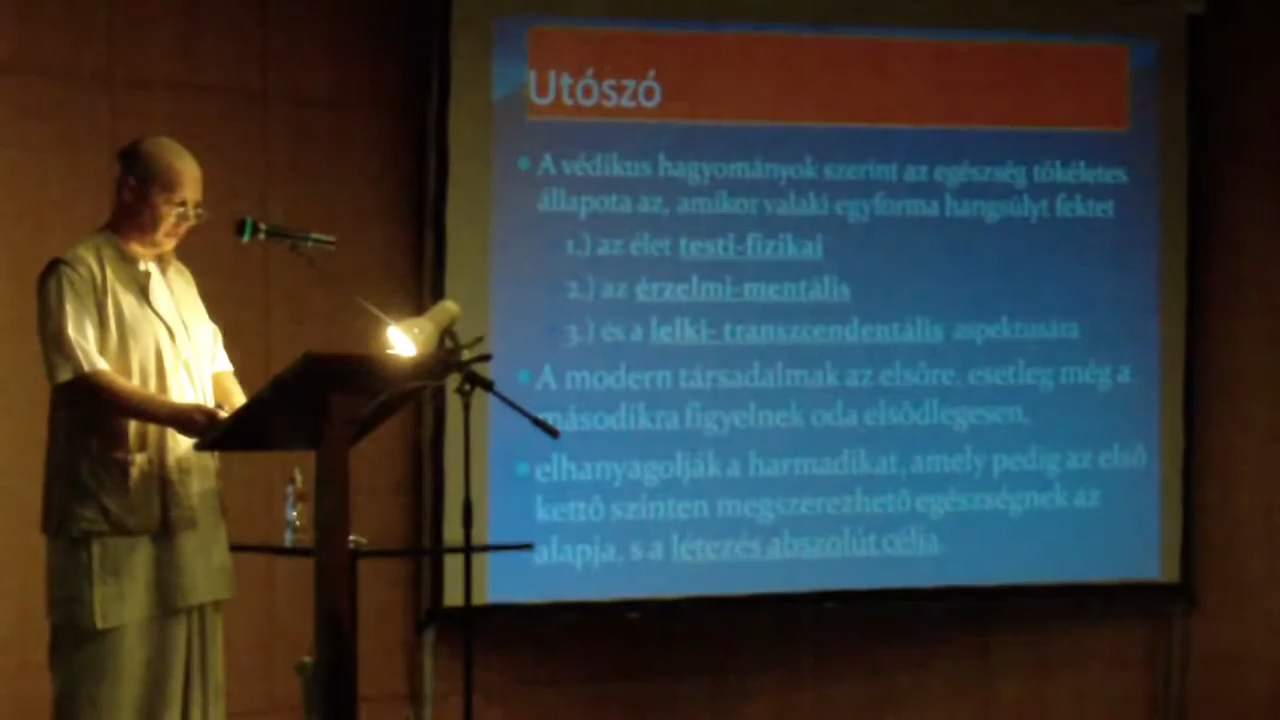 Utószó
A védikus hagyományok szerint az egészség tökéletes
állapota az, amikor valaki egyforma hangsúlyt fektet
1.) az élet testi-fizikai
2.) az érzelmi-mentális
3.) és a lelki- transzcendentális aspektusára
A modern társadalmak az elsőre, esetleg még a
másodikra figyelnek oda elsődlegesen,
elhanyagolják a harmadikat, amely pedig az első
kettő szinten megszerezhető egészségnek az
alapja, s a létezés abszolút célja.